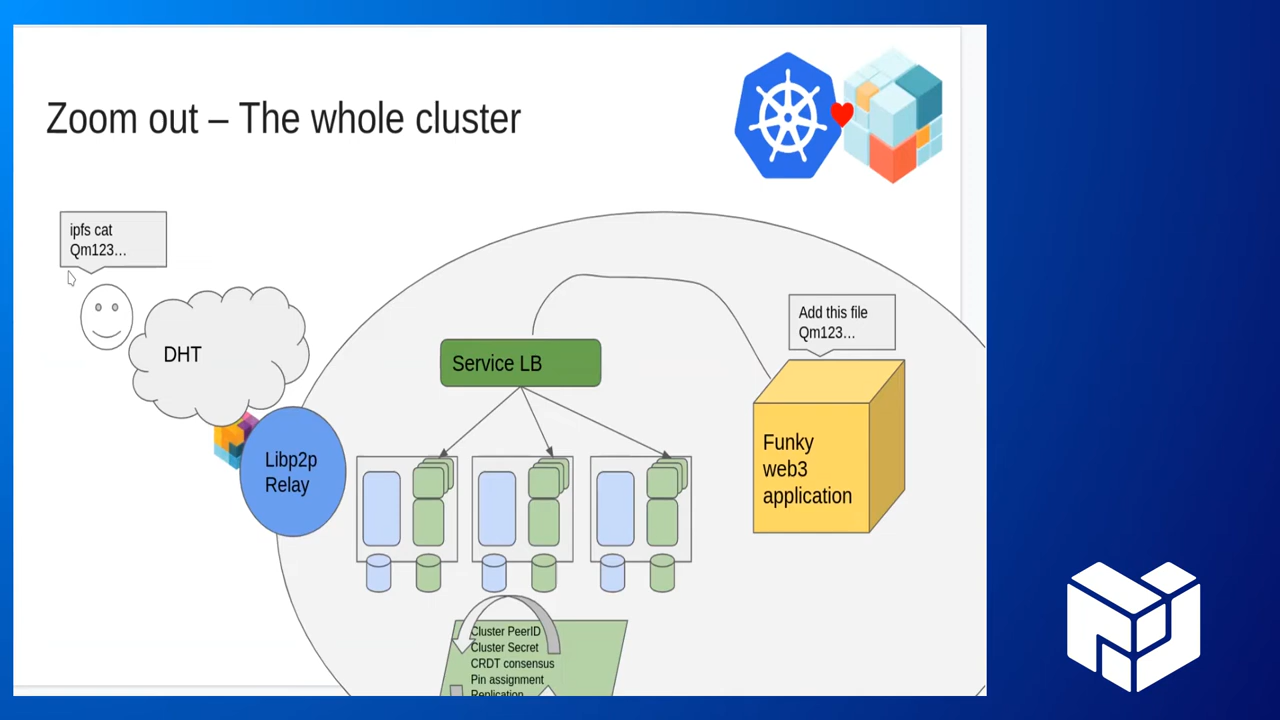 Zoom out – The whole cluster
ipfs cat
Qm123…
DHT
Service LB
Add this file
Qm123…
Libp2p
Relay
Funky
web3
application
Cluster PeerID
Cluster Secret
CRDT consensus
Pin assignment
Replication